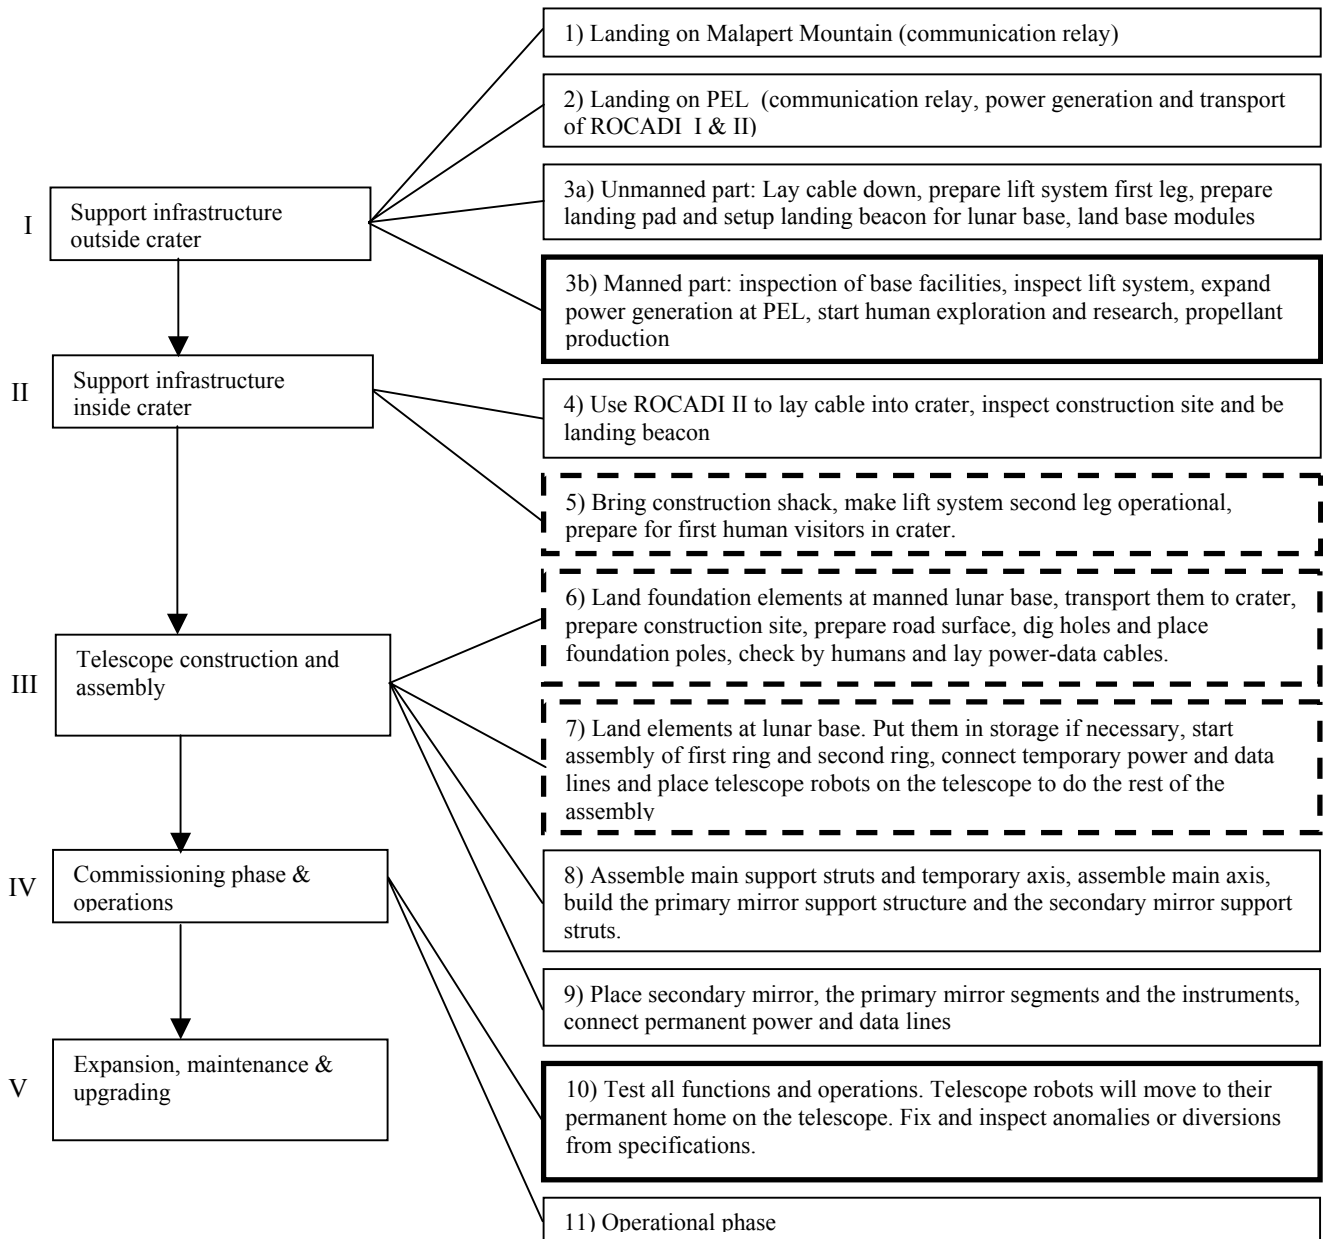 1) Landing on Malapert Mountain (communication relay)
2) Landing on PEL  (communication relay, power generation and transport
of ROCADI  I & II)
3a) Unmanned part: Lay cable down, prepare lift system first leg, prepare
landing pad and setup landing beacon for lunar base, land base modules
I
Support infrastructure
outside crater
3b) Manned part: inspection of base facilities, inspect lift system, expand
power generation at PEL, start human exploration and research, propellant
production
II
Support infrastructure
inside crater
4) Use ROCADI II to lay cable into crater, inspect construction site and be
landing beacon
5) Bring construction shack, make lift system second leg operational,
prepare for first human visitors in crater.
6) Land foundation elements at manned lunar base, transport them to crater,
prepare construction site, prepare road surface, dig holes and place
foundation poles, check by humans and lay power-data cables.
III
Telescope construction and
assembly
7) Land elements at lunar base. Put them in storage if necessary, start
assembly of first ring and second ring, connect temporary power and data
lines and place telescope robots on the telescope to do the rest of the
assembly
IV
Commissioning phase &
operations
8) Assemble main support struts and temporary axis, assemble main axis,
build the primary mirror support structure and the secondary mirror support
struts.
9) Place secondary mirror, the primary mirror segments and the instruments,
connect permanent power and data lines
V
Expansion, maintenance &
upgrading
10) Test all functions and operations. Telescope robots will move to their
permanent home on the telescope. Fix and inspect anomalies or diversions
from specifications.
11) Operational phase